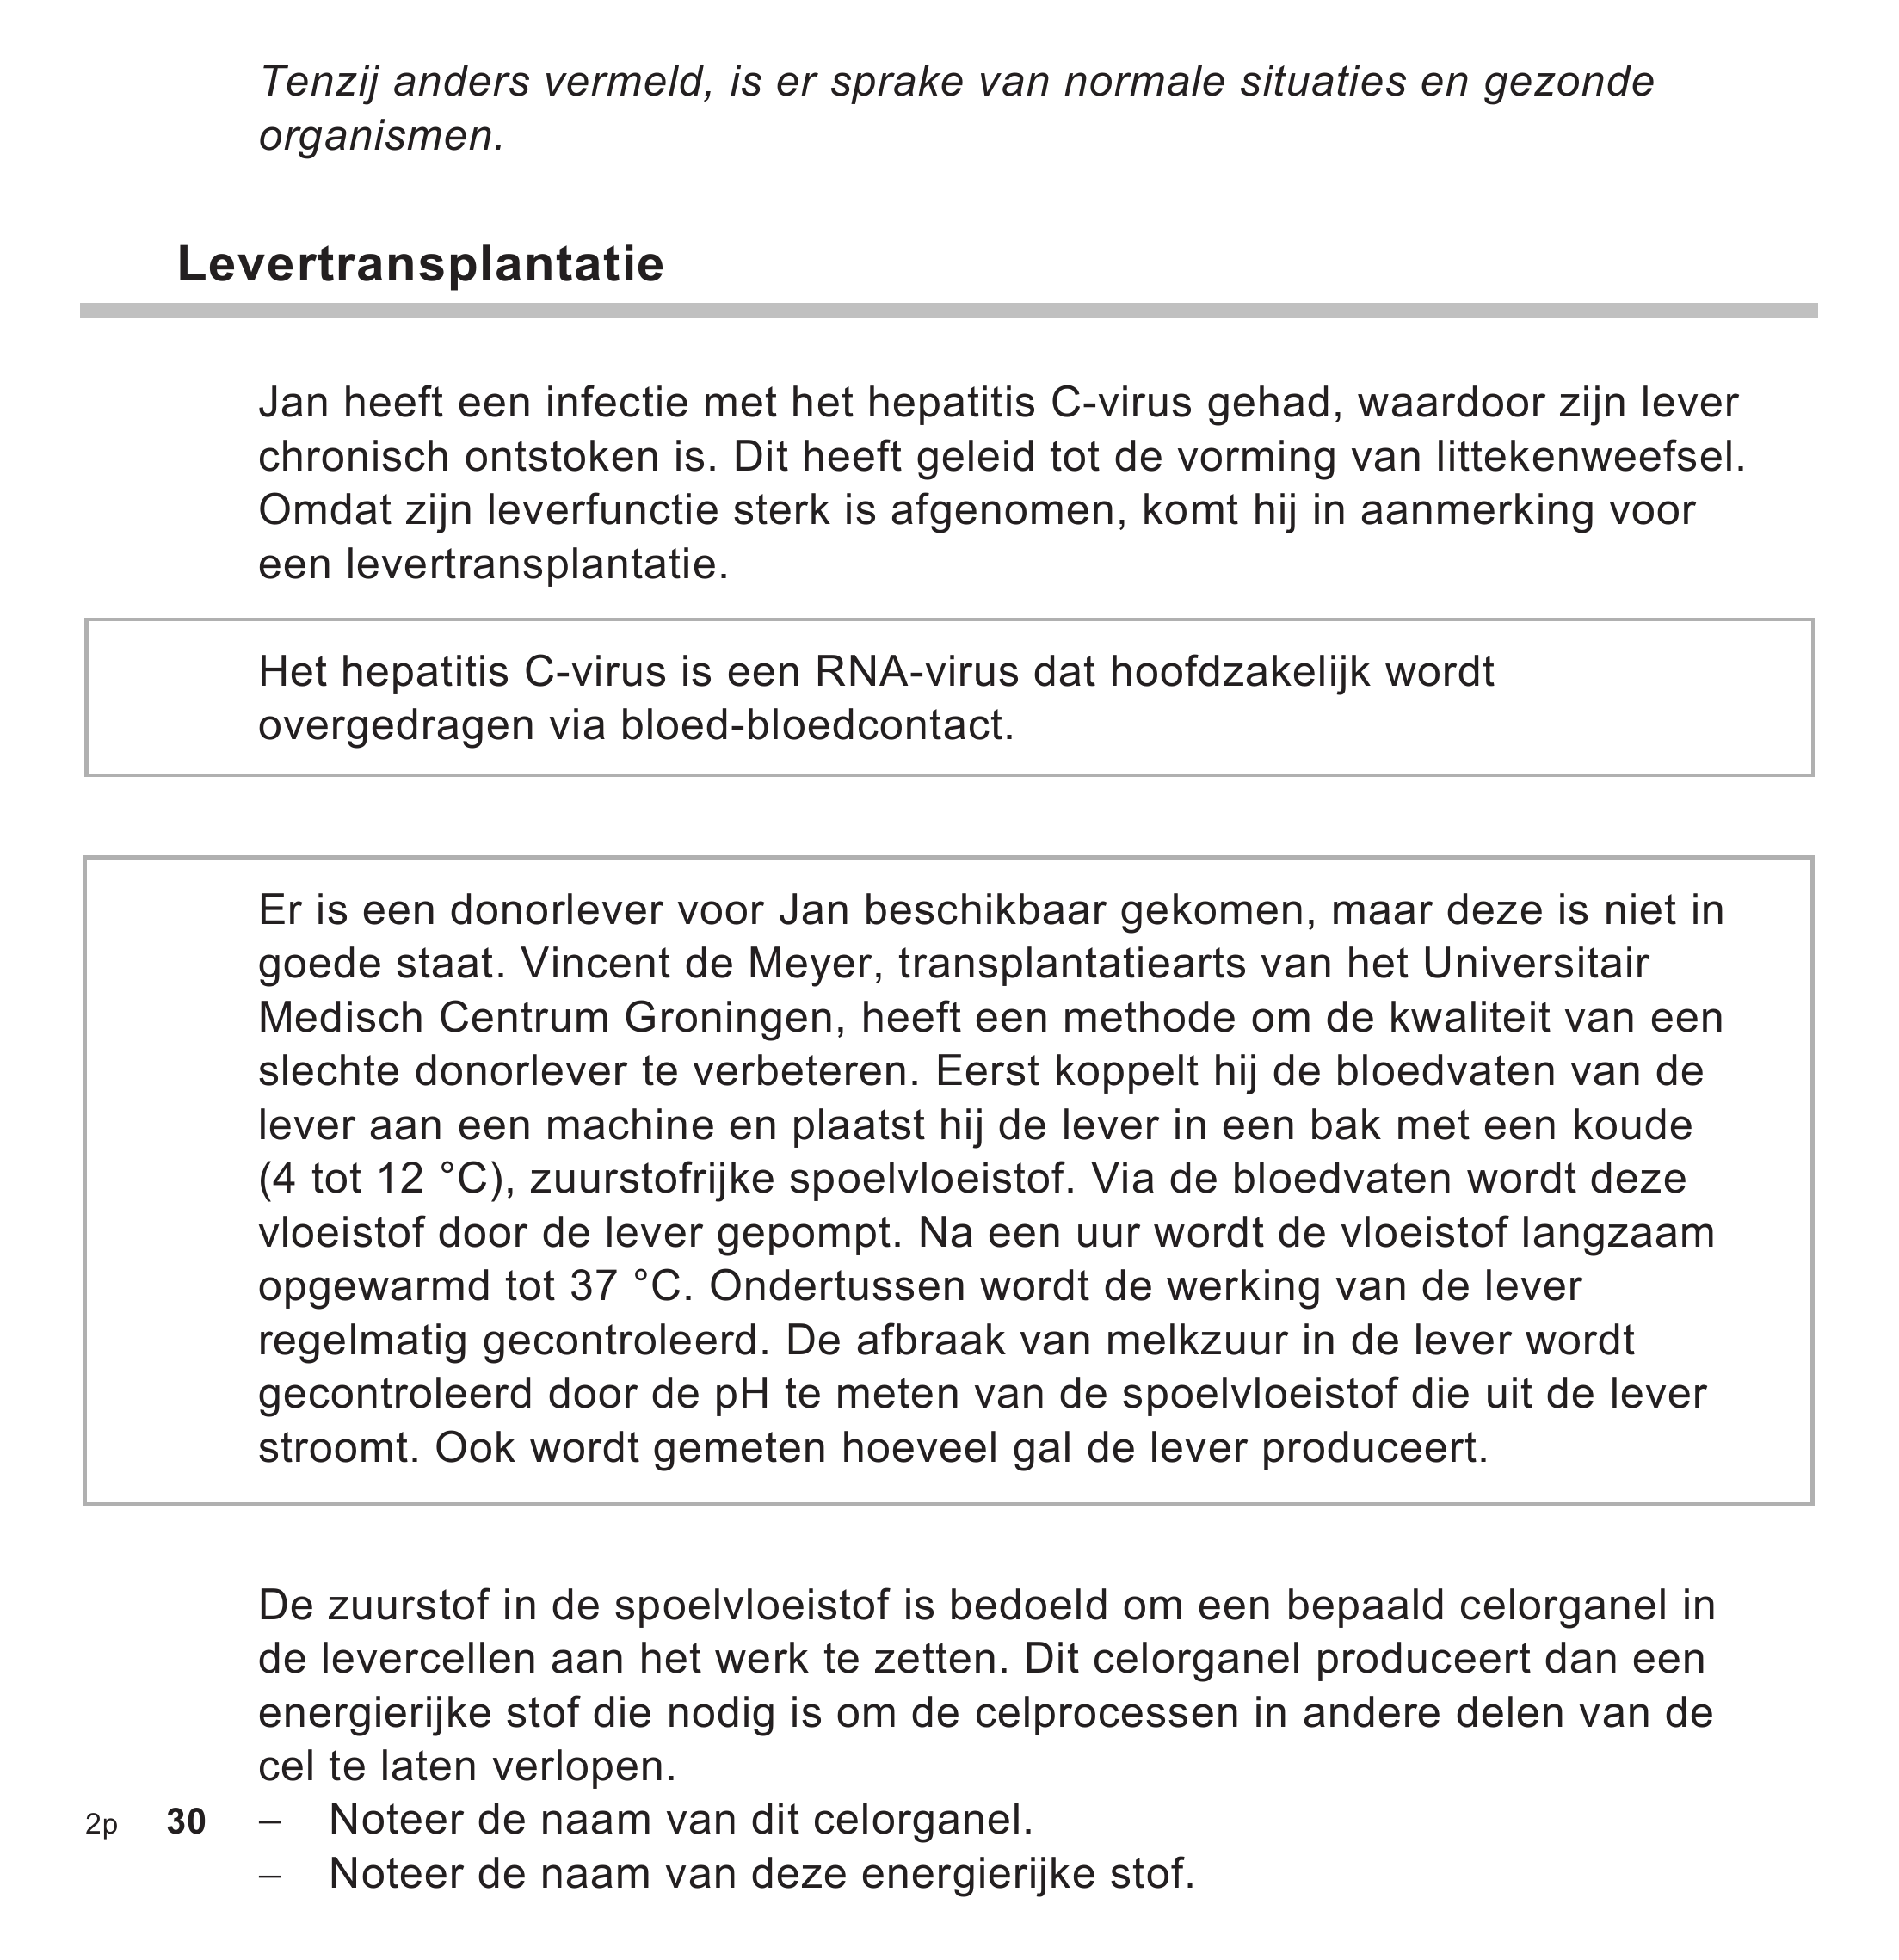 Tenzij anders vermeld, is er sprake van normale situaties en gezonde
organismen.
Levertransplantatie
Jan heeft een infectie met het hepatitis C-virus gehad, waardoor zijn lever
chronisch ontstoken is. Dit heeft geleid tot de vorming van littekenweefsel.
Omdat zijn leverfunctie sterk is afgenomen, komt hij in aanmerking voor
een levertransplantatie.
Het hepatitis C-virus is een RNA-virus dat hoofdzakelijk wordt
overgedragen via bloed-bloedcontact.
Er is een donorlever voor Jan beschikbaar gekomen, maar deze is niet in
goede staat. Vincent de Meyer, transplantatiearts van het Universitair
Medisch Centrum Groningen, heeft een methode om de kwaliteit van een
slechte donorlever te verbeteren. Eerst koppelt hij de bloedvaten van de
lever aan een machine en plaatst hij de lever in een bak met een koude
(4 tot 12 °C), zuurstofrijke spoelvloeistof. Via de bloedvaten wordt deze
vloeistof door de lever gepompt. Na een uur wordt de vloeistof langzaam
opgewarmd tot 37 °C. Ondertussen wordt de werking van de lever
regelmatig gecontroleerd. De afbraak van melkzuur in de lever wordt
gecontroleerd door de pH te meten van de spoelvloeistof die uit de lever
stroomt. Ook wordt gemeten hoeveel gal de lever produceert.
De zuurstof in de spoelvloeistof is bedoeld om een bepaald celorganel in
de levercellen aan het werk te zetten. Dit celorganel produceert dan een
energierijke stof die nodig is om de celprocessen in andere delen van de
cel te laten verlopen.
2p 30 – Noteer de naam van dit celorganel.
– Noteer de naam van deze energierijke stof.